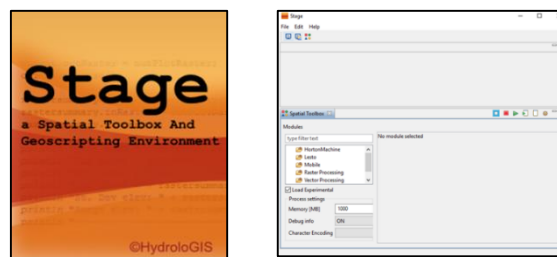 Stage
a Spatial Toolbox And
Geoscripting Environment
©HydroloGIS
Stage
File Edit Help
Spatial Toolbox
Modules
type filter text
No module selected
HortonMachine
Lesto
Mobile
Raster Processing
Vector Processing
Load Experimental
Process settings
Memory [MB] 1000
Debug info ON
Character Encoding